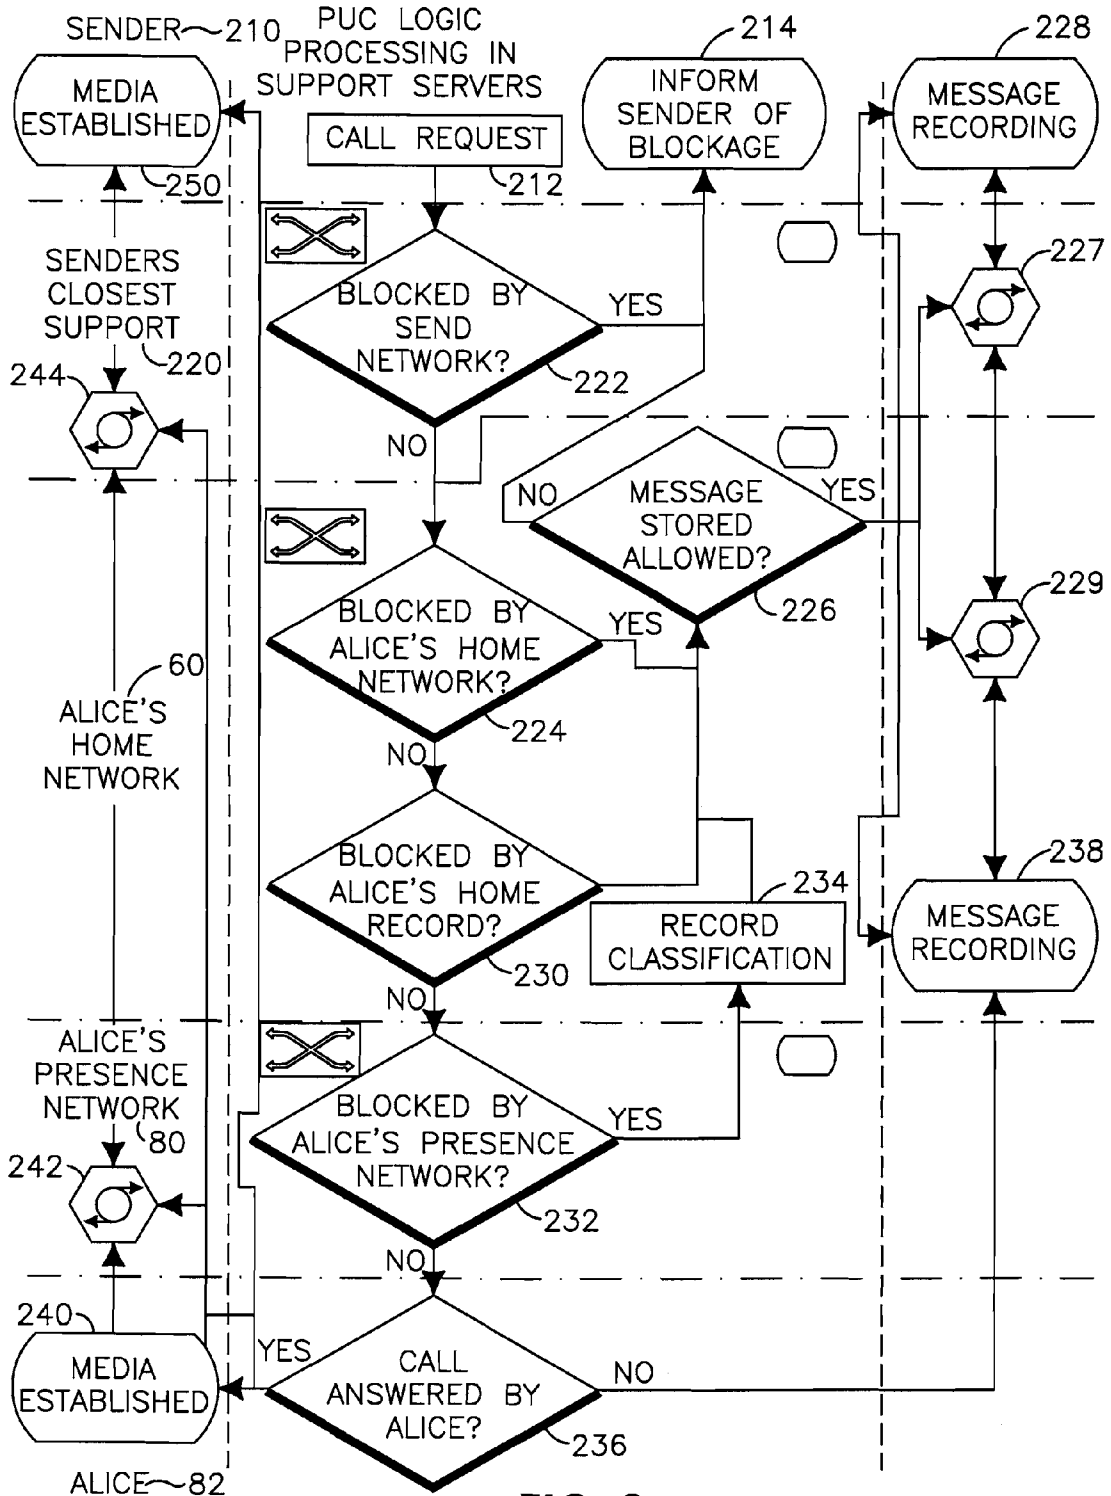 SENDER 210
PUC LOGIC
PROCESSING IN
SUPPORT SERVERS
214
228
MEDIA
ESTABLISHED
250
CALL REQUEST
212
INFORM
SENDER OF
BLOCKAGE
MESSAGE
RECORDING
SENDERS
CLOSEST
SUPPORT
220
244
BLOCKED BY
SEND
NETWORK?
YES
222
NO
227
NO
MESSAGE
STORED
ALLOWED?
YES
226
229
BLOCKED BY
ALICE'S HOME
NETWORK?
YES
224
NO
60
ALICE'S
HOME
NETWORK
BLOCKED BY
ALICE'S HOME
RECORD?
230
NO
234
RECORD
CLASSIFICATION
238
MESSAGE
RECORDING
ALICE'S
PRESENCE
NETWORK
80
242
BLOCKED BY
ALICE'S PRESENCE
NETWORK?
YES
232
NO
240
MEDIA
ESTABLISHED
YES
CALL
ANSWERED BY
ALICE?
NO
236
ALICE 82